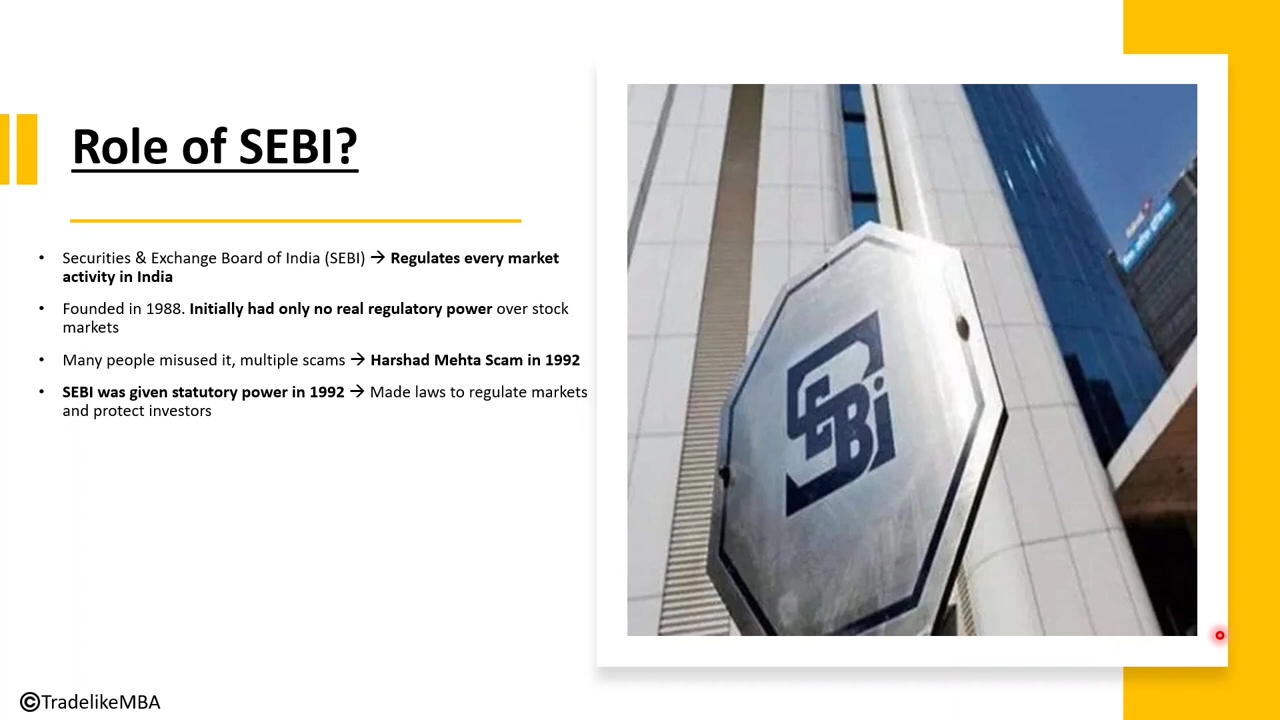 Role of SEBI?
• Securities & Exchange Board of India (SEBI) → Regulates every market
activity in India
• Founded in 1988. Initially had only no real regulatory power over stock
markets
• Many people misused it, multiple scams → Harshad Mehta Scam in 1992
• SEBI was given statutory power in 1992 → Made laws to regulate markets
and protect investors
SEBi
©TradelikeMBA